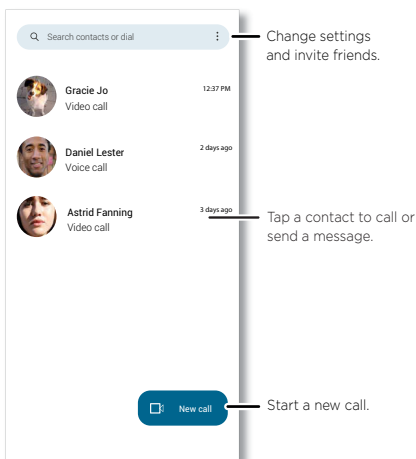 Search contacts or dial
Change settings
and invite friends.
Gracie Jo
12:37 PM
Video call
Daniel Lester
2 days ago
Voice call
Astrid Fanning
3 days ago
Video call
Tap a contact to call or
send a message.
New call
Start a new call.